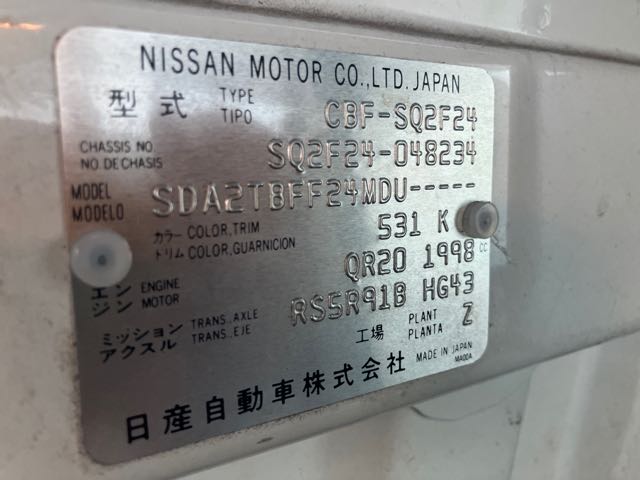 NISSAN MOTOR CO.,LTD. JAPAN
型式 TYPE TIPO CBF-SQ2F24
CHASSIS NO. NO.DE CHASIS SQ2F24-048234
MODEL MODELO SDA2TBFF24MDU-----
カラー COLOR,TRIM トリム COLOR,GUARNICION 531 K
エンジン ENGINE MOTOR QR20 1998 CC
ミッション アクスル TRANS.,AXLE TRANS.,EJE RS5R91B HG43
工場 PLANT PLANTA Z
日産自動車株式会社 MADE IN JAPAN
MA00A